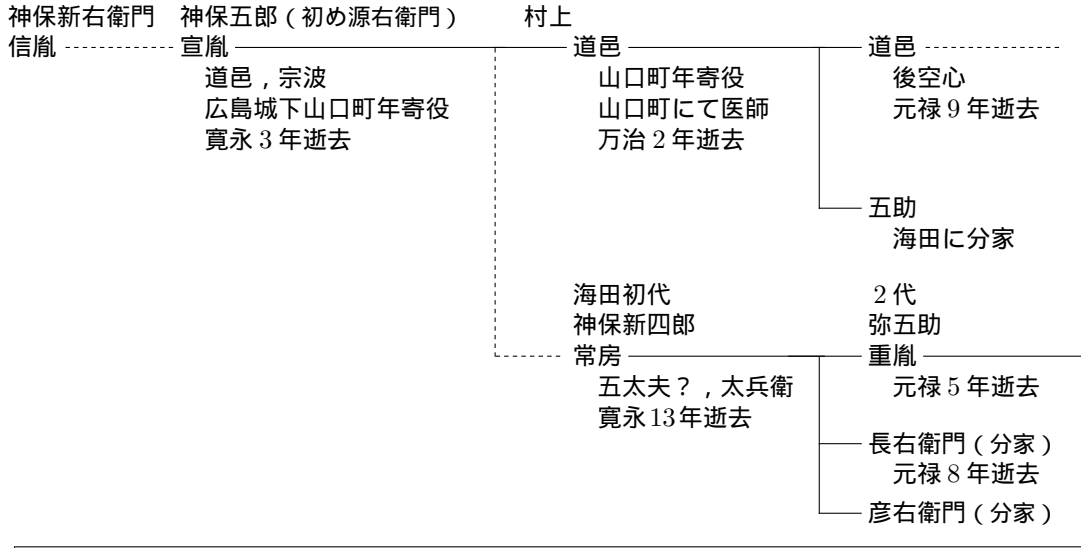 神保新右衛門 神保五郎(初め源右衛門) 村上
信胤 宣胤 道邑 道邑
道邑,宗波 山口町年寄役 後空心
広島城下山口町年寄役 山口町にて医師 元禄9年逝去
寛永3年逝去 万治2年逝去
五助
海田に分家
海田初代 2代
神保新四郎 弥五助
常房 重胤
五太夫?,太兵衛 元禄5年逝去
寛永13年逝去
長右衛門(分家)
元禄8年逝去
彦右衛門(分家)